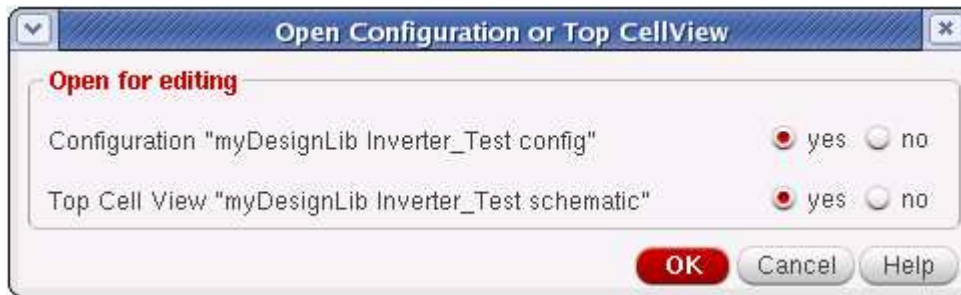 Open Configuration or Top CellView
Open for editing
Configuration "myDesignLib Inverter_Test config" yes no
Top Cell View "myDesignLib Inverter_Test schematic" yes no
OK Cancel Help